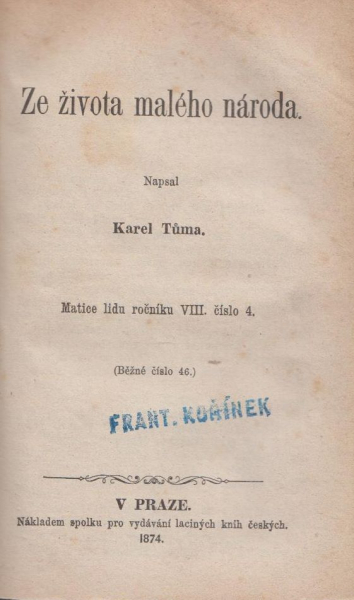 Ze života malého národa.
Napsal
Karel Tůma.
Matice lidu ročníku VIII. číslo 4.
(Běžné číslo 46.)
FRANT. KOŘÍNEK
V PRAZE.
Nákladem spolku pro vydávání laciných kněh českých.
1874.